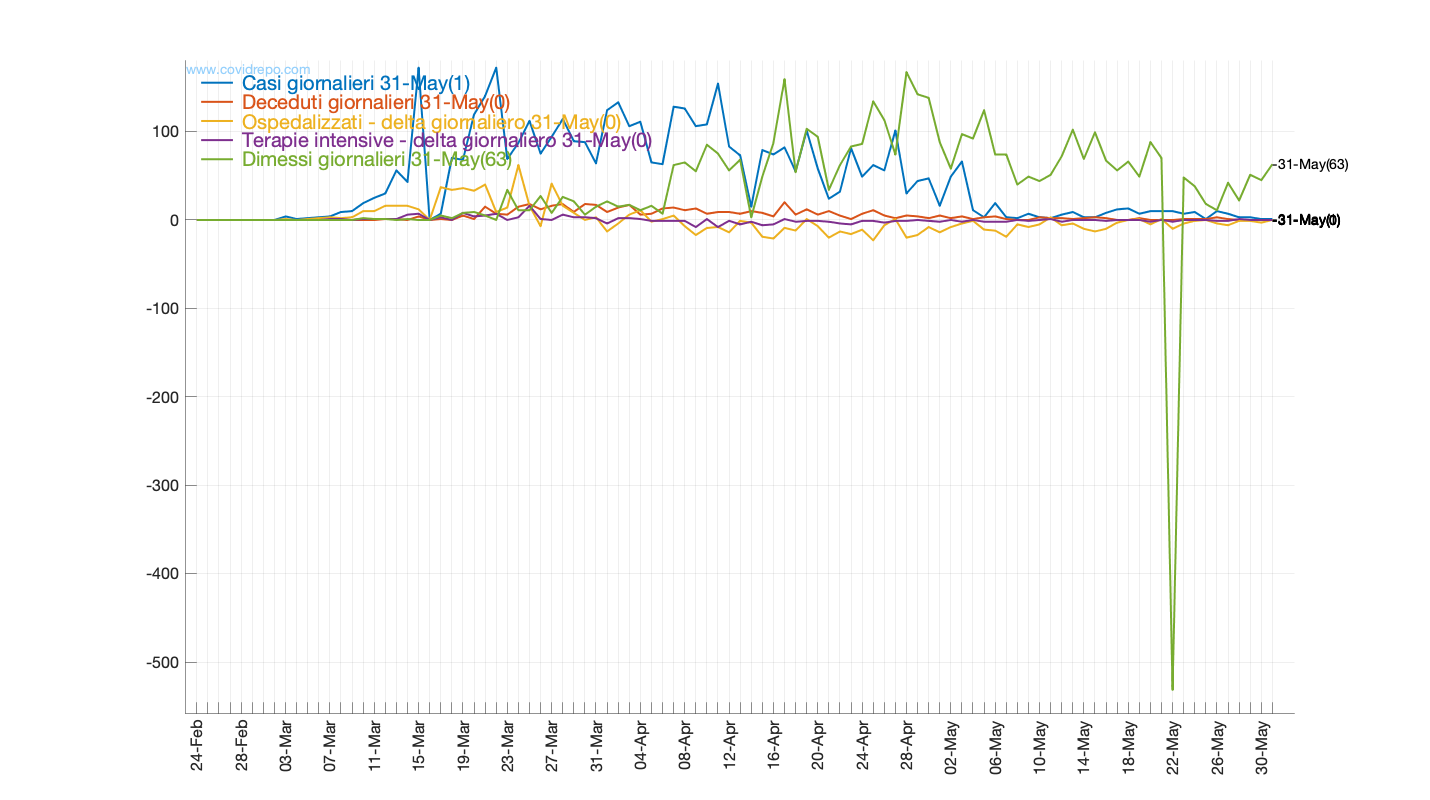 www.covidrepo.com
Casi giornalieri 31-May(1)
Deceduti giornalieri 31-May(0)
Ospedalizzati - delta giornaliero 31-May(0)
Terapie intensive - delta giornaliero 31-May(0)
Dimessi giornalieri 31-May(63)
100
0
-100
-200
-300
-400
-500
-31-May(63)
24-Feb
28-Feb
03-Mar
07-Mar
11-Mar
15-Mar
19-Mar
23-Mar
27-Mar
31-Mar
04-Apr
08-Apr
12-Apr
16-Apr
20-Apr
24-Apr
28-Apr
02-May
06-May
10-May
14-May
18-May
22-May
26-May
30-May